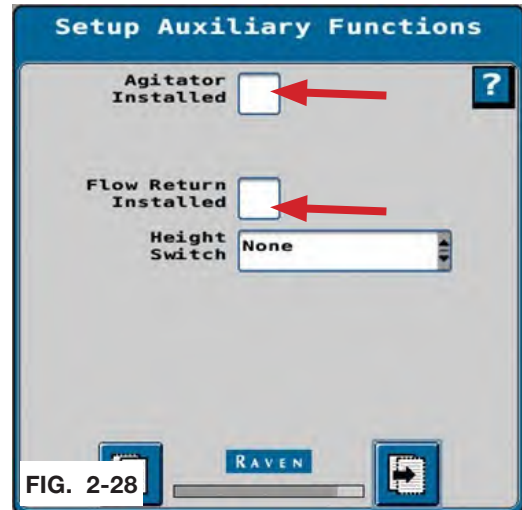 Setup Auxiliary Functions
Agitator
Installed
?
Flow Return
Installed
Height
Switch
None
RAVEN
FIG. 2-28